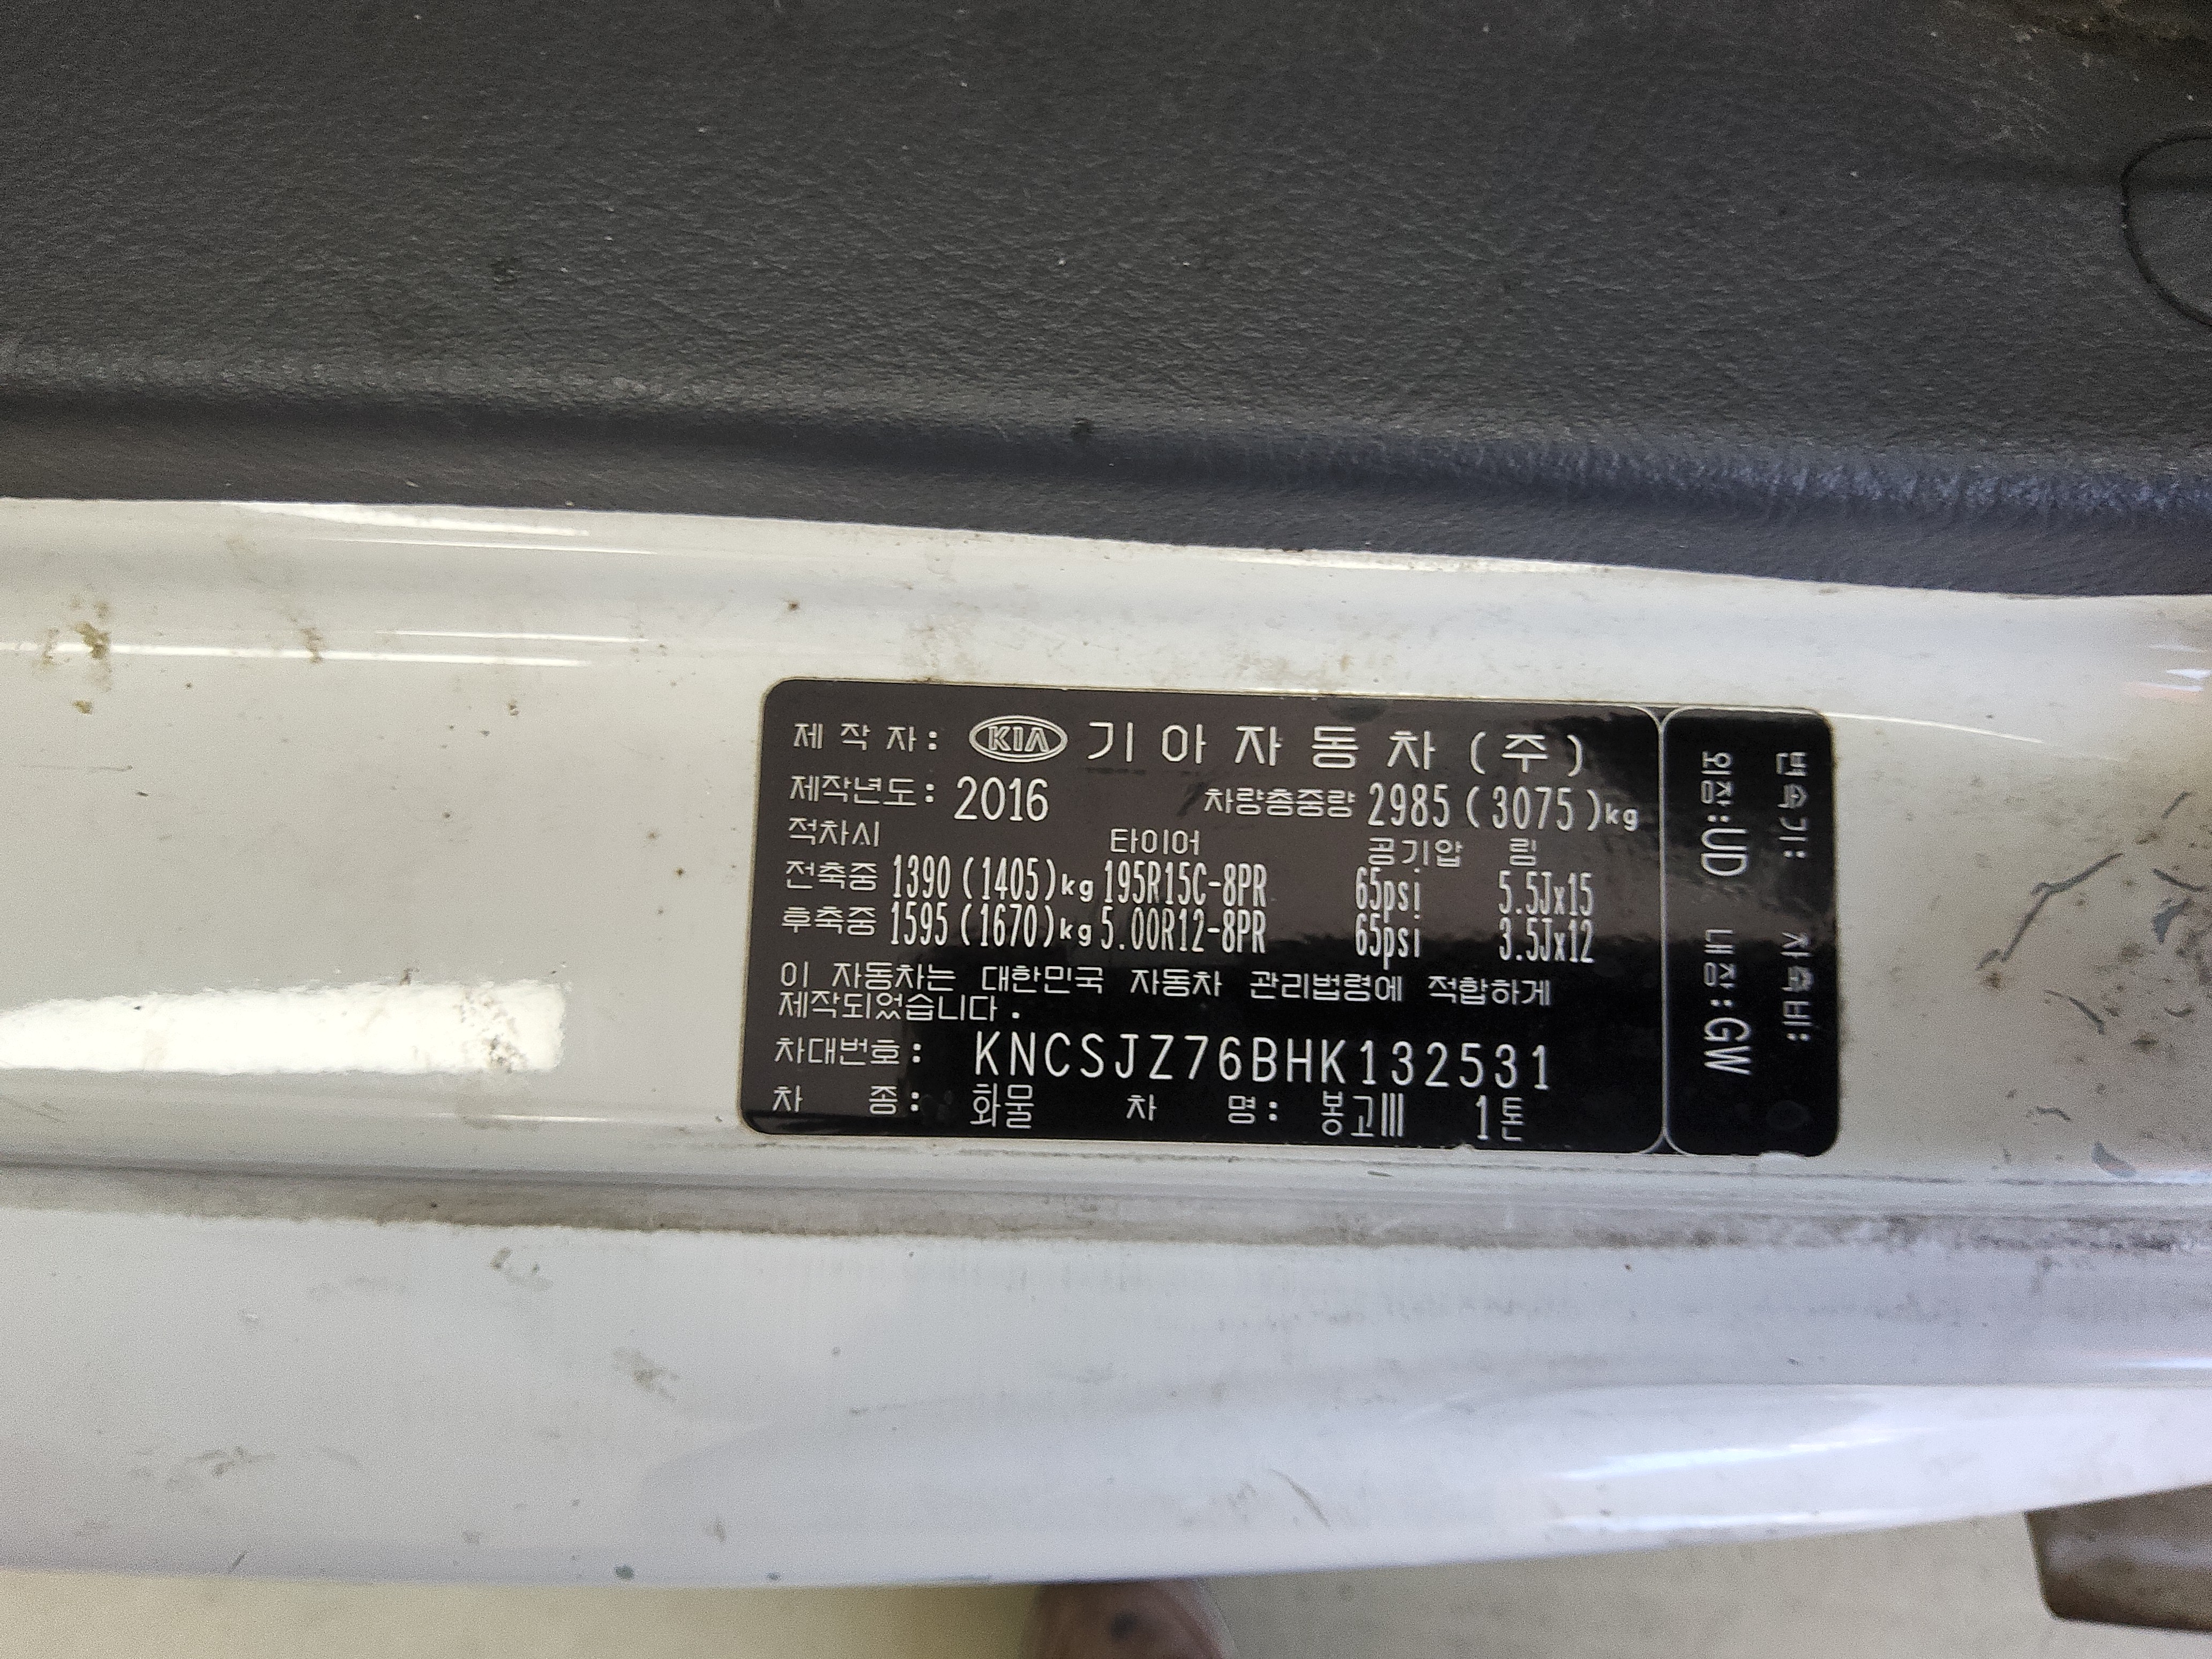 제 작 자: KIA 기 아 자 동 차 (주)
제작년도: 2016 차량총중량 2985 (3075)kg
적차시 타이어 공기압 림
전축중 1390 (1405)kg 195R15C-8PR 65psi 5.5Jx15
후축중 1595 (1670)kg 5.00R12-8PR 65psi 3.5Jx12
이 자동차는 대한민국 자동차 관리법령에 적합하게
제작되었습니다.
차대번호: KNCSJZ76BHK132531
차 종: 화물 차 명: 봉고Ⅲ 1톤
변속기: 차축비:
외장:UD 내장:GW